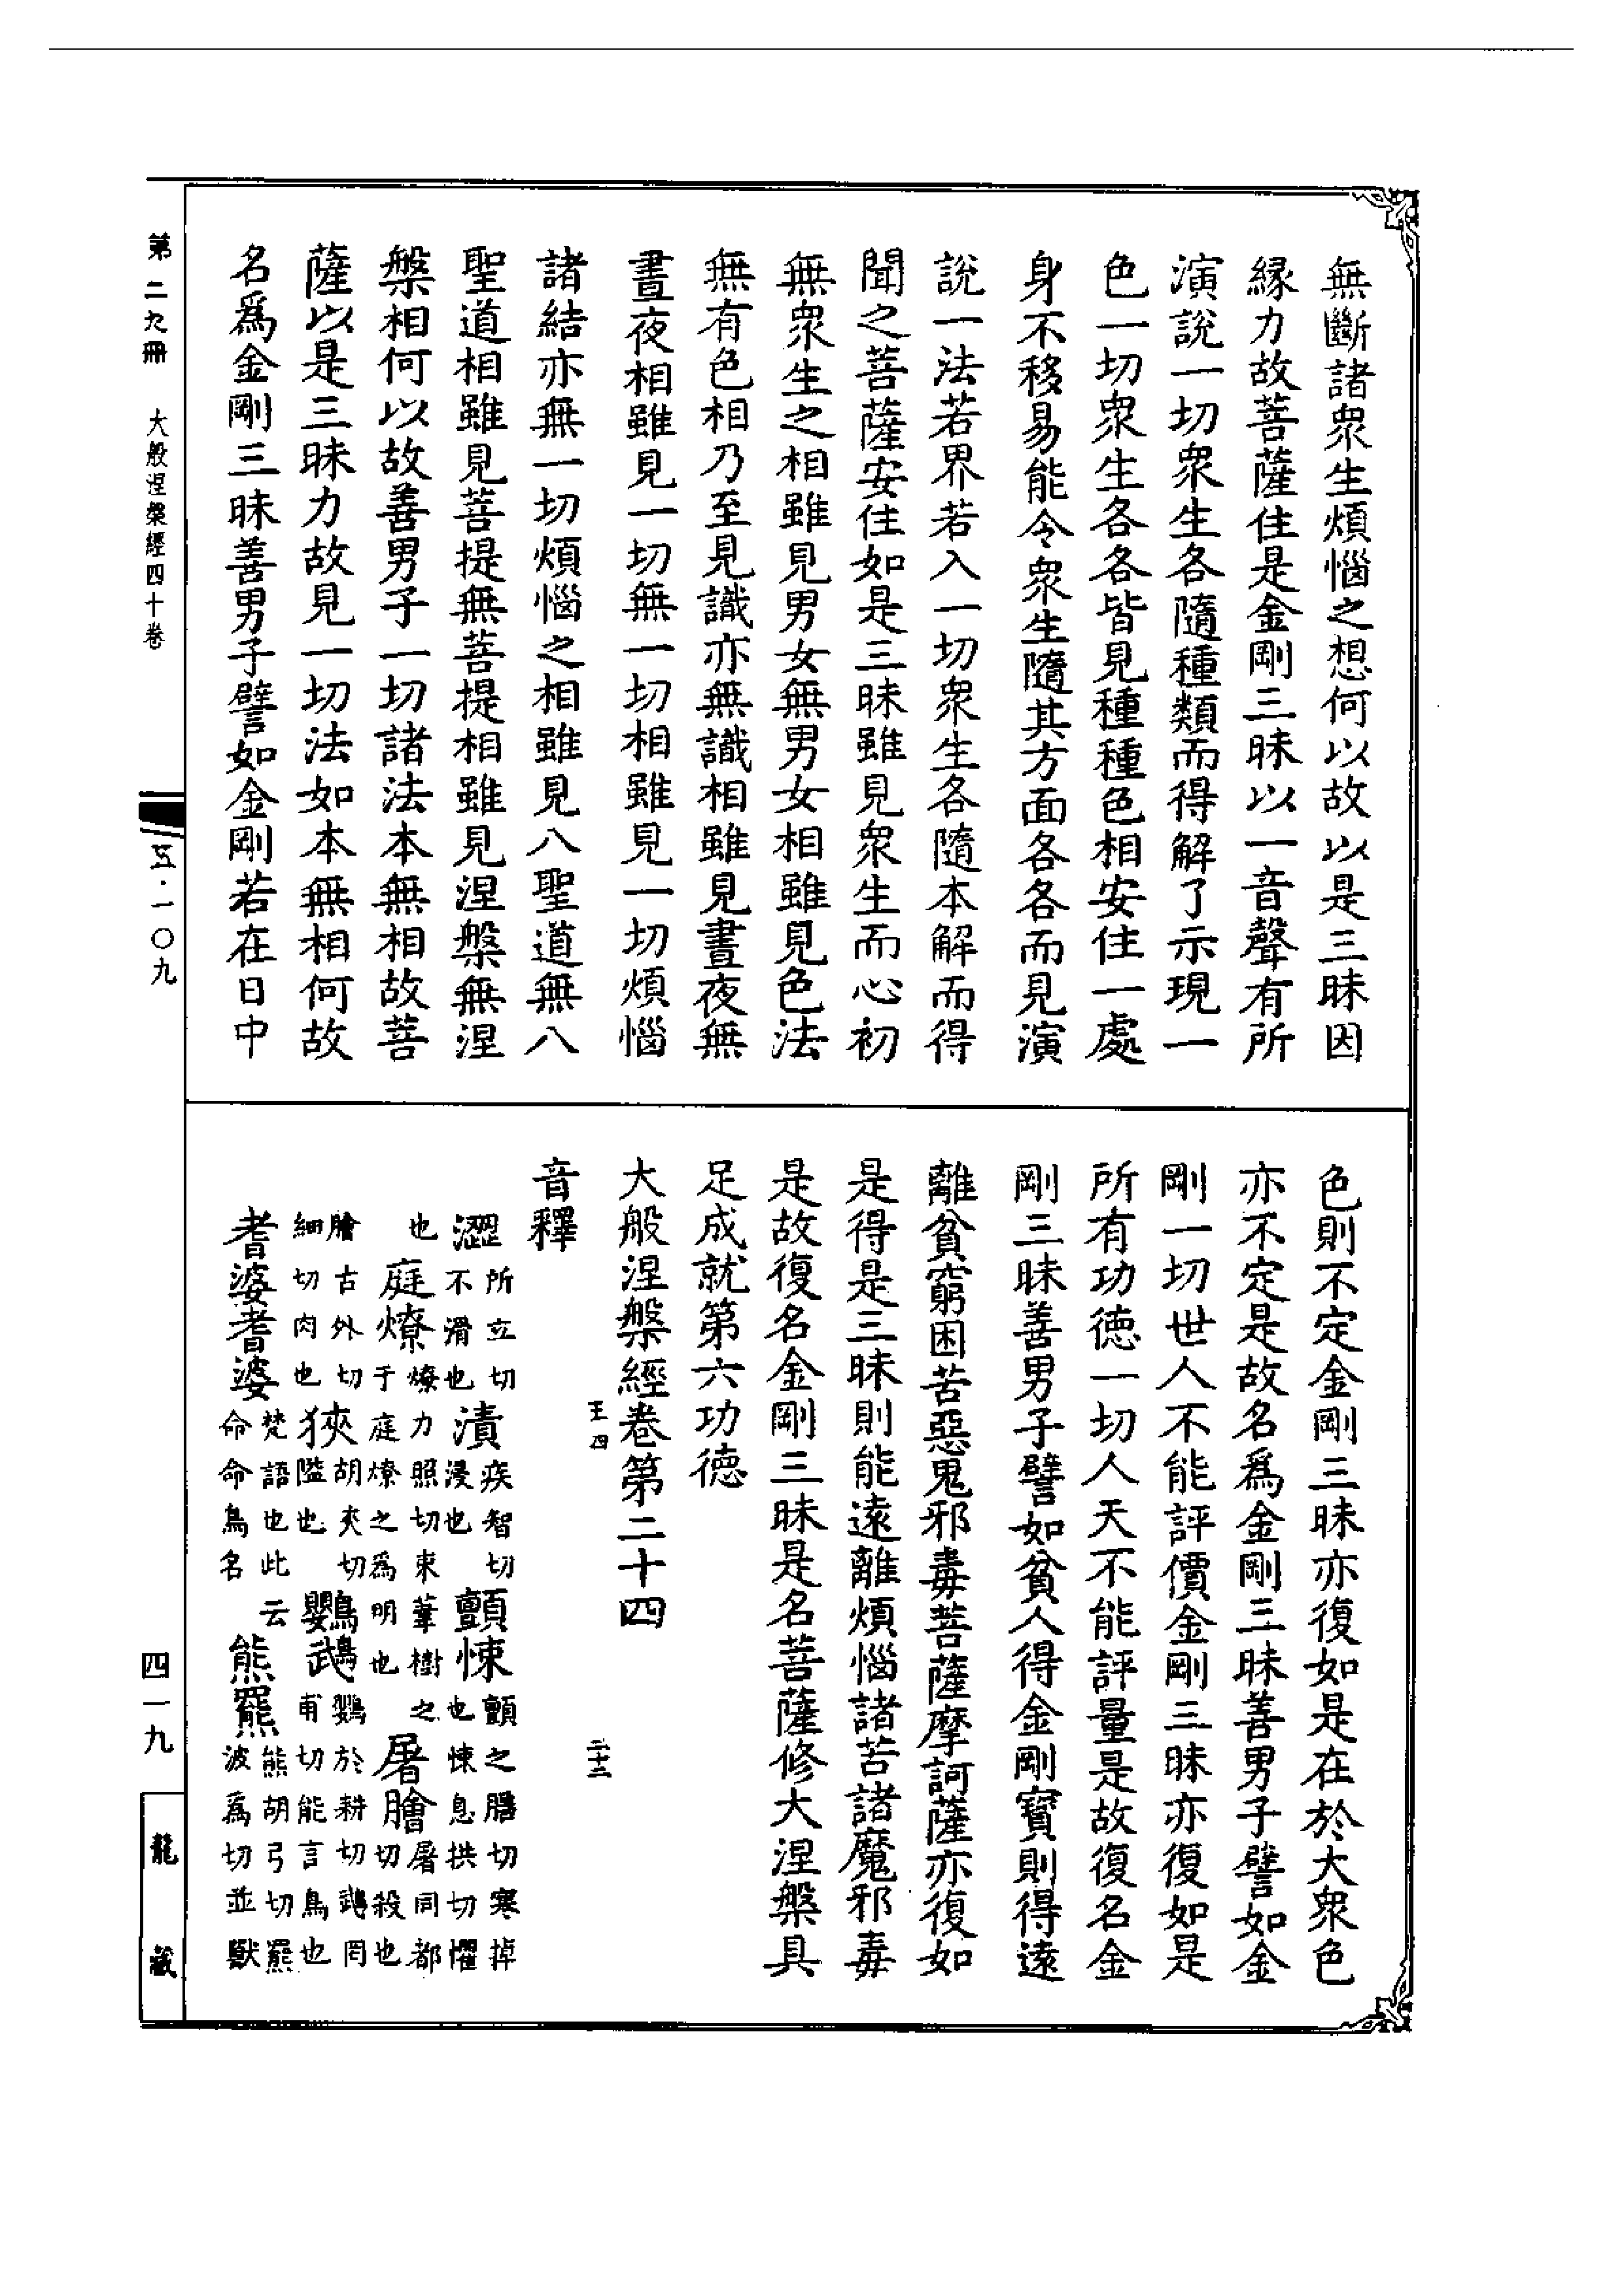 無斷諸衆生煩惱之想何以故以是三昧因
縁力故菩薩住是金剛三昧以一音聲有所
演說一切衆生各隨種類而得解了示現一
色一切衆生各各皆見種種色相安住一處
身不移易能令衆生隨其方面各各而見演
說一法若界若入一切衆生各隨本解而得
聞之菩薩安住如是三昧雖見衆生而心初
無衆生之相雖見男女無男女相雖見色法
無有色相乃至見識亦無識相雖見晝夜無
晝夜相雖見一切無一切相雖見一切煩惱
諸結亦無一切煩惱之相雖見八聖道無八
聖道相雖見菩提無菩提相雖見涅槃無涅
槃相何以故善男子一切諸法本無相故菩
薩以是三昧力故見一切法如本無相何故
名爲金剛三昧善男子譬如金剛若在日中
色則不定金剛三昧亦復如是在於大衆色
亦不定是故名爲金剛三昧善男子譬如金
剛一切世人不能評價金剛三昧亦復如是
所有功德一切人天不能評量是故復名金
剛三昧善男子譬如貧人得金剛寶則得遠
離貧窮困苦惡鬼邪毒菩薩摩訶薩亦復如
是得是三昧則能遠離煩惱諸苦諸魔邪毒
是故復名金剛三昧是名菩薩修大涅槃具
足成就第六功德
大般涅槃經卷第二十四
王四 二十三
音釋
澀 所立切不滑也 漬 疾智切浸也 顫悚 顫之膳切寒掉也悚息拱切懼
也 庭燎 燎力照切束葦樹之于庭燎之爲明也 屠膾 屠同都切殺也
膾古外切細切肉也 狹 胡夾切隘也 鸚鵡 鸚於耕切鵡罔甫切能言鳥也
耆婆耆婆 梵語也此云命命鳥名 熊羆 熊胡弓切羆波爲切並獸
第二九冊 大般涅槃經四十卷
五·一〇九
四一九
龍藏